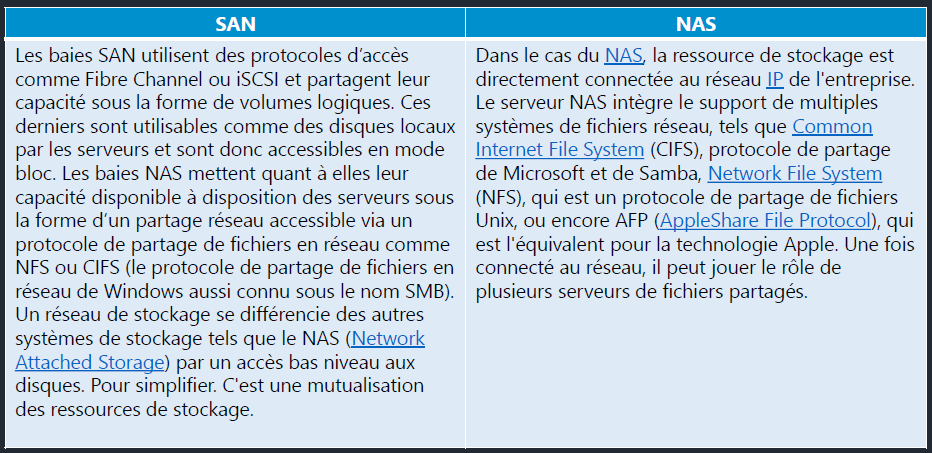 SAN
Les baies SAN utilisent des protocoles d’accès
comme Fibre Channel ou iSCSI et partagent leur
capacité sous la forme de volumes logiques. Ces
derniers sont utilisables comme des disques locaux
par les serveurs et sont donc accessibles en mode
bloc. Les baies NAS mettent quant à elles leur
capacité disponible à disposition des serveurs sous
la forme d’un partage réseau accessible via un
protocole de partage de fichiers en réseau comme
NFS ou CIFS (le protocole de partage de fichiers en
réseau de Windows aussi connu sous le nom SMB).
Un réseau de stockage se différencie des autres
systèmes de stockage tels que le NAS (Network
Attached Storage) par un accès bas niveau aux
disques. Pour simplifier. C'est une mutualisation
des ressources de stockage.
NAS
Dans le cas du NAS, la ressource de stockage est
directement connectée au réseau IP de l'entreprise.
Le serveur NAS intègre le support de multiples
systèmes de fichiers réseau, tels que Common
Internet File System (CIFS), protocole de partage
de Microsoft et de Samba, Network File System
(NFS), qui est un protocole de partage de fichiers
Unix, ou encore AFP (AppleShare File Protocol), qui
est l'équivalent pour la technologie Apple. Une fois
connecté au réseau, il peut jouer le rôle de
plusieurs serveurs de fichiers partagés.